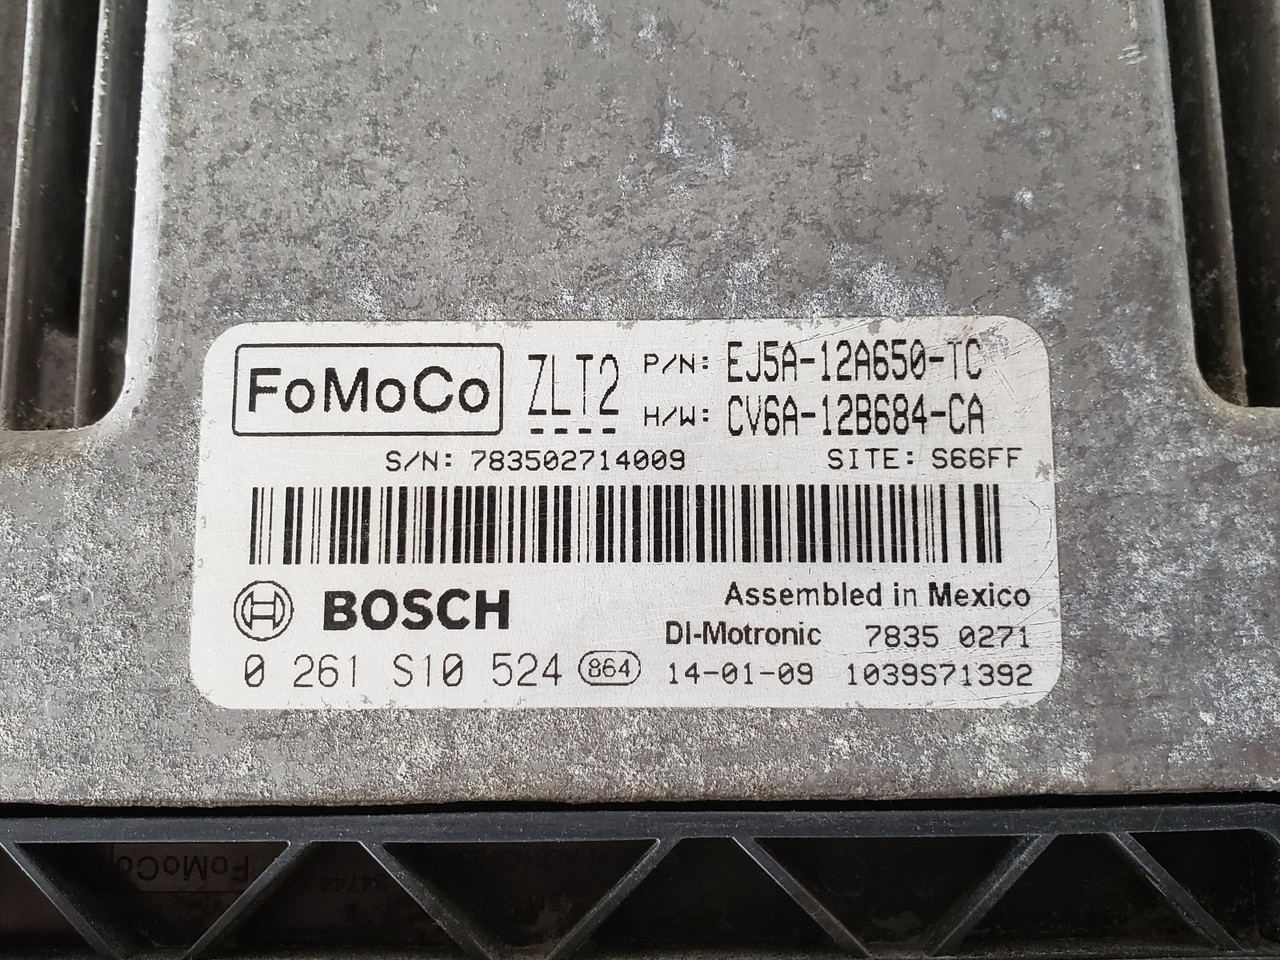 FoMoCo
ZLT2
P/N: EJ5A-12A650-TC
H/W: CV6A-12B684-CA
S/N: 783502714009
SITE: S66FF
BOSCH
Assembled in Mexico
DI-Motronic 7835 0271
0 261 S10 524 864 14-01-09 1039S71392
FoMoCo